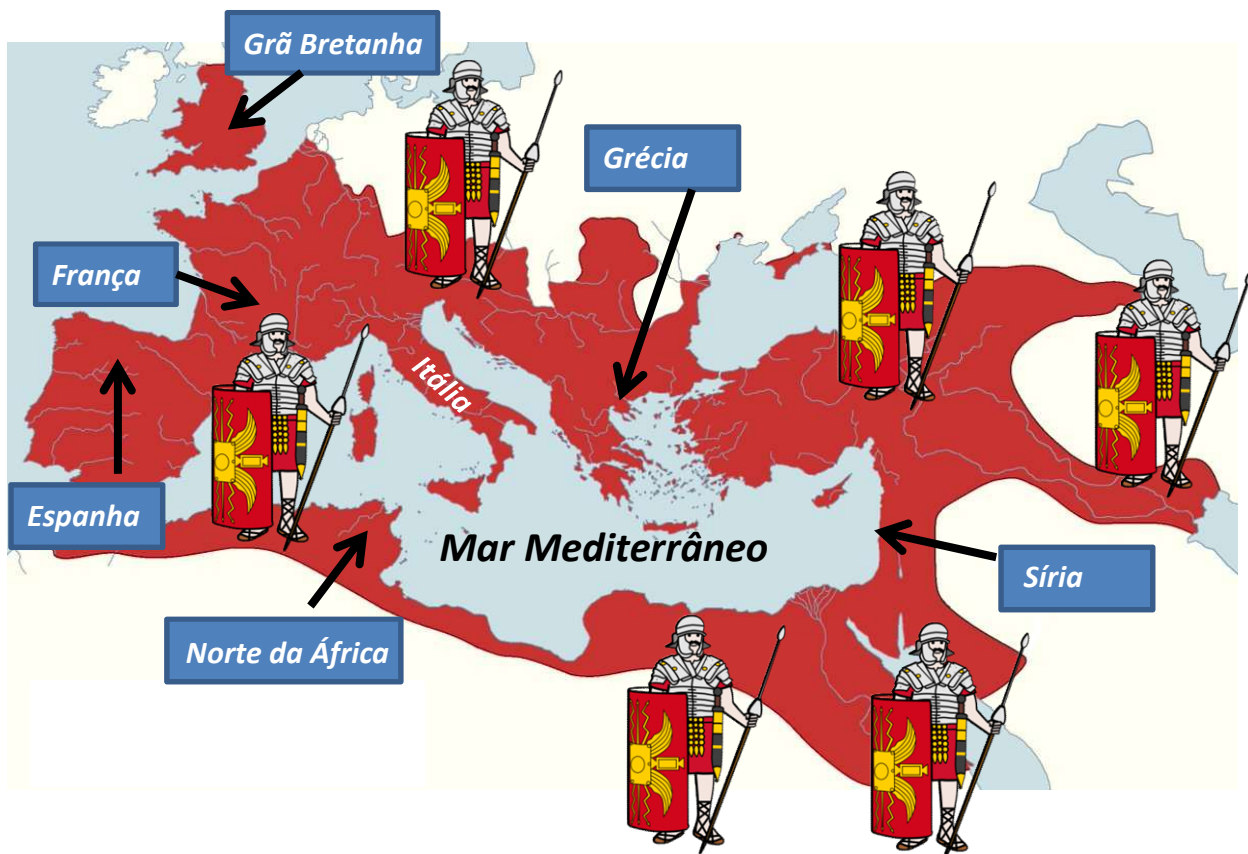 Grã Bretanha
Grécia
França
Itália
Espanha
Mar Mediterrâneo
Síria
Norte da África